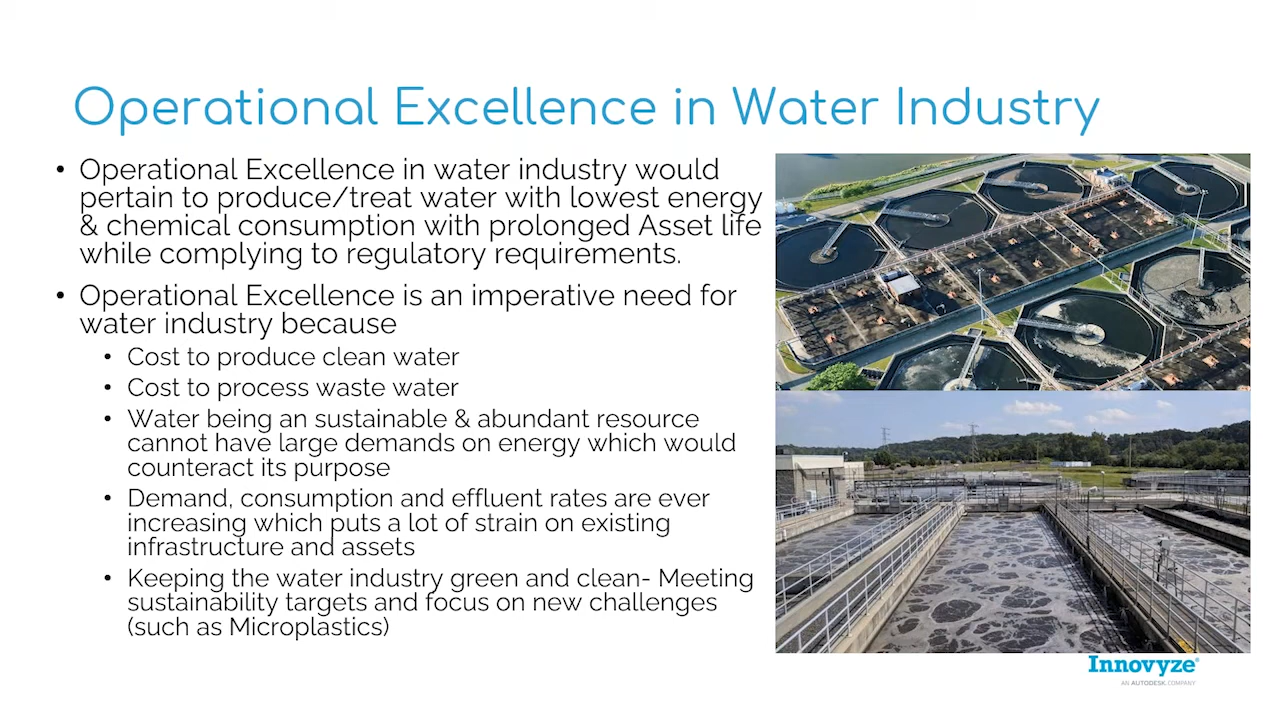 Operational Excellence in Water Industry
• Operational Excellence in water industry would
pertain to produce/treat water with lowest energy
& chemical consumption with prolonged Asset life
while complying to regulatory requirements.
• Operational Excellence is an imperative need for
water industry because
• Cost to produce clean water
• Cost to process waste water
• Water being an sustainable & abundant resource
cannot have large demands on energy which would
counteract its purpose
• Demand, consumption and effluent rates are ever
increasing which puts a lot of strain on existing
infrastructure and assets
• Keeping the water industry green and clean- Meeting
sustainability targets and focus on new challenges
(such as Microplastics)
Innovyze®
AN AUTODESK COMPANY